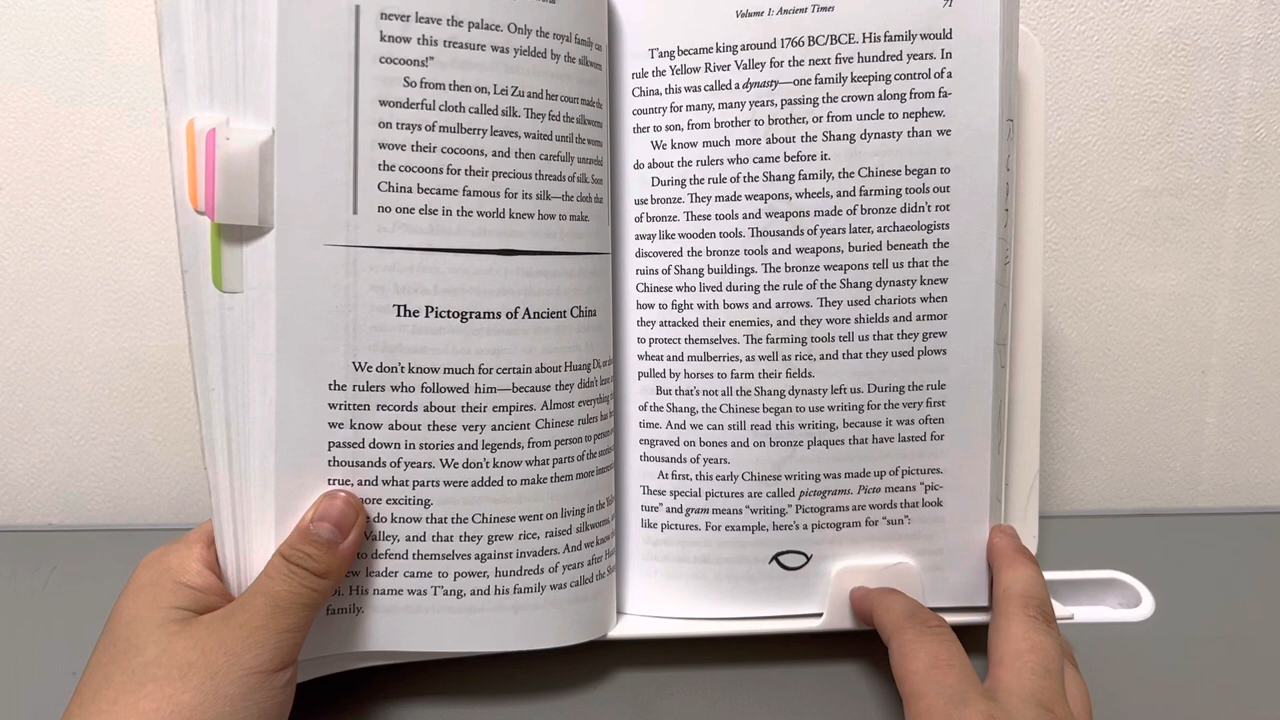 never leave the palace. Only the royal family can
know this treasure was yielded by the silkworm
cocoons!”
So from then on, Lei Zu and her court made the
wonderful cloth called silk. They fed the silkworms
on trays of mulberry leaves, waited until the worms
wove their cocoons, and then carefully unraveled
the cocoons for their precious threads of silk. Soon
China became famous for its silk—the cloth that
no one else in the world knew how to make.
The Pictograms of Ancient China
We don’t know much for certain about Huang Di, or
the rulers who followed him—because they didn’t leave
written records about their empires. Almost everything
we know about these very ancient Chinese rulers has
passed down in stories and legends, from person to person
thousands of years. We don’t know what parts of the stories
true, and what parts were added to make them more
more exciting.
do know that the Chinese went on living in the
Valley, and that they grew rice, raised silkworms,
to defend themselves against invaders. And we know
leader came to power, hundreds of years after
Di. His name was T’ang, and his family was called the
family.
Volume 1: Ancient Times
71
T’ang became king around 1766 BC/BCE. His family would
rule the Yellow River Valley for the next five hundred years. In
China, this was called a dynasty—one family keeping control of a
country for many, many years, passing the crown along from fa-
ther to son, from brother to brother, or from uncle to nephew.
We know much more about the Shang dynasty than we
do about the rulers who came before it.
During the rule of the Shang family, the Chinese began to
use bronze. They made weapons, wheels, and farming tools out
of bronze. These tools and weapons made of bronze didn’t rot
away like wooden tools. Thousands of years later, archaeologists
discovered the bronze tools and weapons, buried beneath the
ruins of Shang buildings. The bronze weapons tell us that the
Chinese who lived during the rule of the Shang dynasty knew
how to fight with bows and arrows. They used chariots when
they attacked their enemies, and they wore shields and armor
to protect themselves. The farming tools tell us that they grew
wheat and mulberries, as well as rice, and that they used plows
pulled by horses to farm their fields.
But that’s not all the Shang dynasty left us. During the rule
of the Shang, the Chinese began to use writing for the very first
time. And we can still read this writing, because it was often
engraved on bones and on bronze plaques that have lasted for
thousands of years.
At first, this early Chinese writing was made up of pictures.
These special pictures are called pictograms. Picto means “pic-
ture” and gram means “writing.” Pictograms are words that look
like pictures. For example, here’s a pictogram for “sun”: